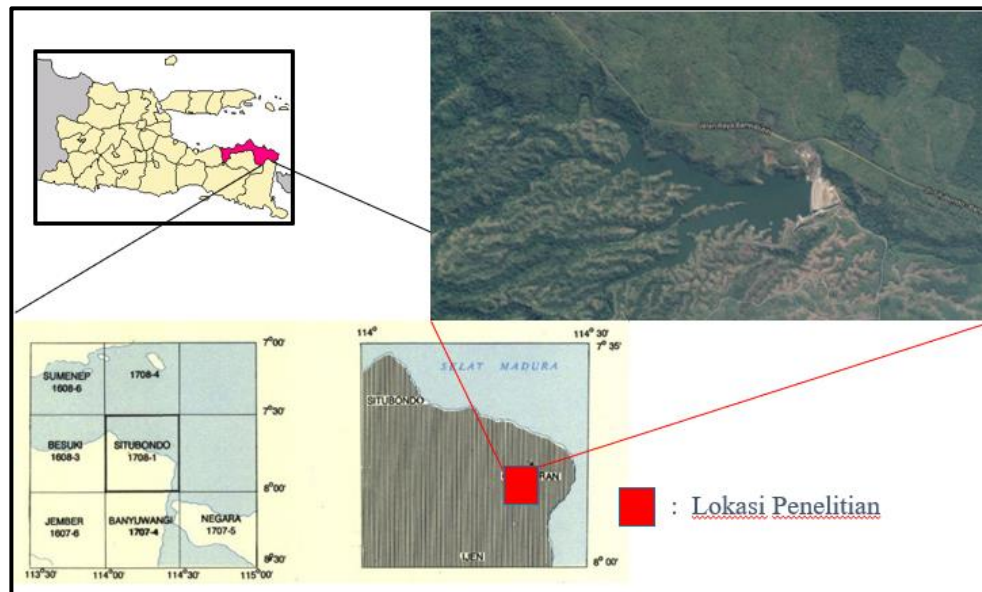 7° 00'
SUMENEP
1608-6
1708-4
7° 30'
BESUKI
1608-3
SITUBONDO
1708-1
8° 00'
JEMBER
1607-6
BANYUWANGI
1707-4
NEGARA
1707-5
8° 30'
113° 30' 114° 00' 114° 30' 115° 00'
114° 114° 30'
7° 35'
SELAT MADURA
SITUBONDO
RAN
IJEN
8° 00'
: Lokasi Penelitian